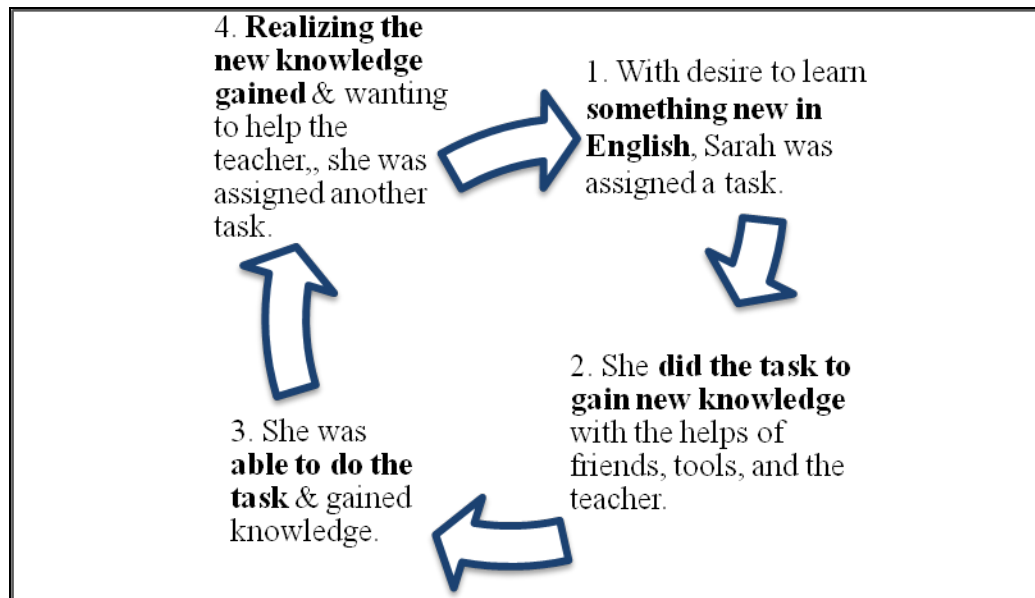 4. Realizing the
new knowledge
gained & wanting
to help the
teacher,, she was
assigned another
task.
1. With desire to learn
something new in
English, Sarah was
assigned a task.
2. She did the task to
gain new knowledge
with the helps of
friends, tools, and the
teacher.
3. She was
able to do the
task & gained
knowledge.